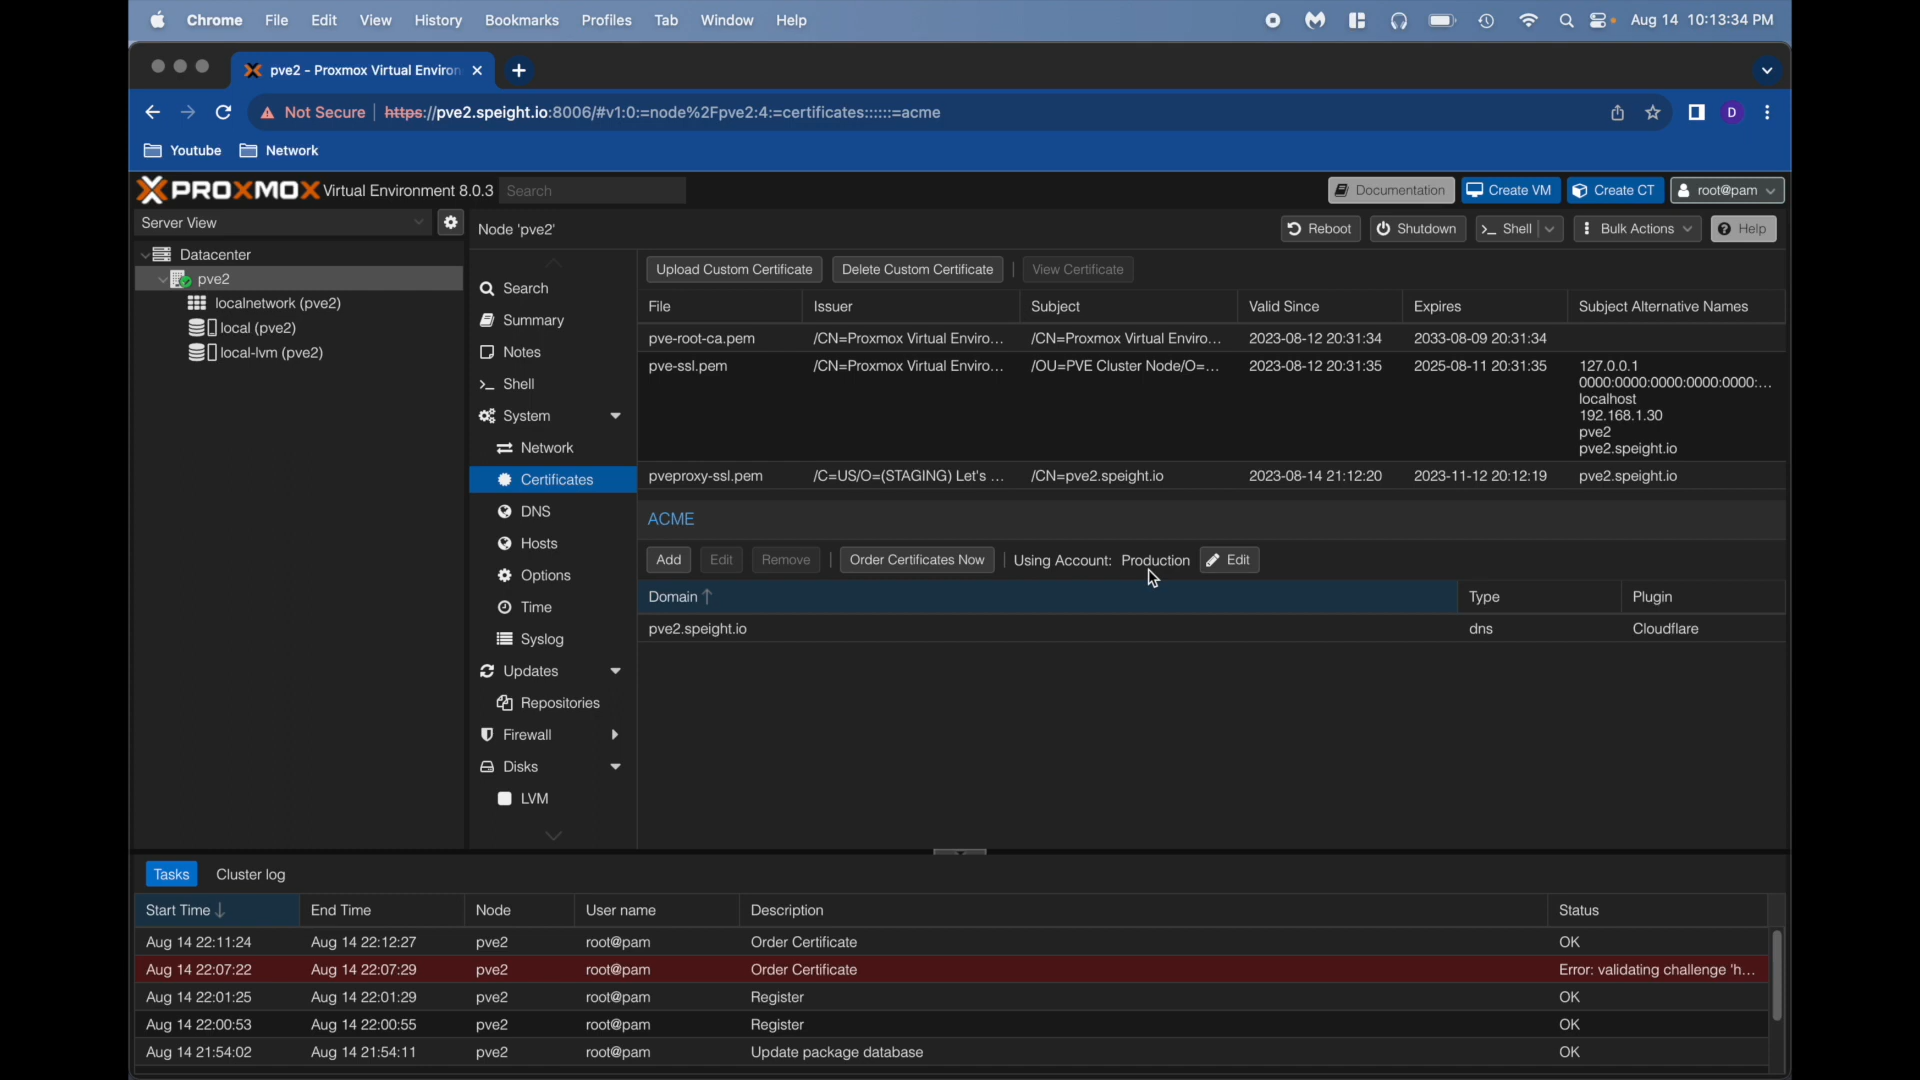 Chrome File Edit View History Bookmarks Profiles Tab Window Help Aug 14 10:13:34 PM
pve2 - Proxmox Virtual Environ
Not Secure https://pve2.speight.io:8006/#v1:0:=node%2Fpve2:4:=certificates::::::=acme D
Youtube Network
PROXMOX Virtual Environment 8.0.3 Search Documentation Create VM Create CT root@pam
Server View Node 'pve2' Reboot Shutdown Shell Bulk Actions Help
Datacenter
pve2
localnetwork (pve2)
local (pve2)
local-lvm (pve2)
Search
Summary
Notes
Shell
System
Network
Certificates
DNS
Hosts
Options
Time
Syslog
Updates
Repositories
Firewall
Disks
LVM
Upload Custom Certificate Delete Custom Certificate View Certificate
File Issuer Subject Valid Since Expires Subject Alternative Names
pve-root-ca.pem /CN=Proxmox Virtual Enviro... /CN=Proxmox Virtual Enviro... 2023-08-12 20:31:34 2033-08-09 20:31:34
pve-ssl.pem /CN=Proxmox Virtual Enviro... /OU=PVE Cluster Node/O=... 2023-08-12 20:31:35 2025-08-11 20:31:35 127.0.0.1
0000:0000:0000:0000:0000:...
localhost
192.168.1.30
pve2
pve2.speight.io
pveproxy-ssl.pem /C=US/O=(STAGING) Let's ... /CN=pve2.speight.io 2023-08-14 21:12:20 2023-11-12 20:12:19 pve2.speight.io
ACME
Add Edit Remove Order Certificates Now Using Account: Production Edit
Domain Type Plugin
pve2.speight.io dns Cloudflare
Tasks Cluster log
Start Time End Time Node User name Description Status
Aug 14 22:11:24 Aug 14 22:12:27 pve2 root@pam Order Certificate OK
Aug 14 22:07:22 Aug 14 22:07:29 pve2 root@pam Order Certificate Error: validating challenge 'h...
Aug 14 22:01:25 Aug 14 22:01:29 pve2 root@pam Register OK
Aug 14 22:00:53 Aug 14 22:00:55 pve2 root@pam Register OK
Aug 14 21:54:02 Aug 14 21:54:11 pve2 root@pam Update package database OK